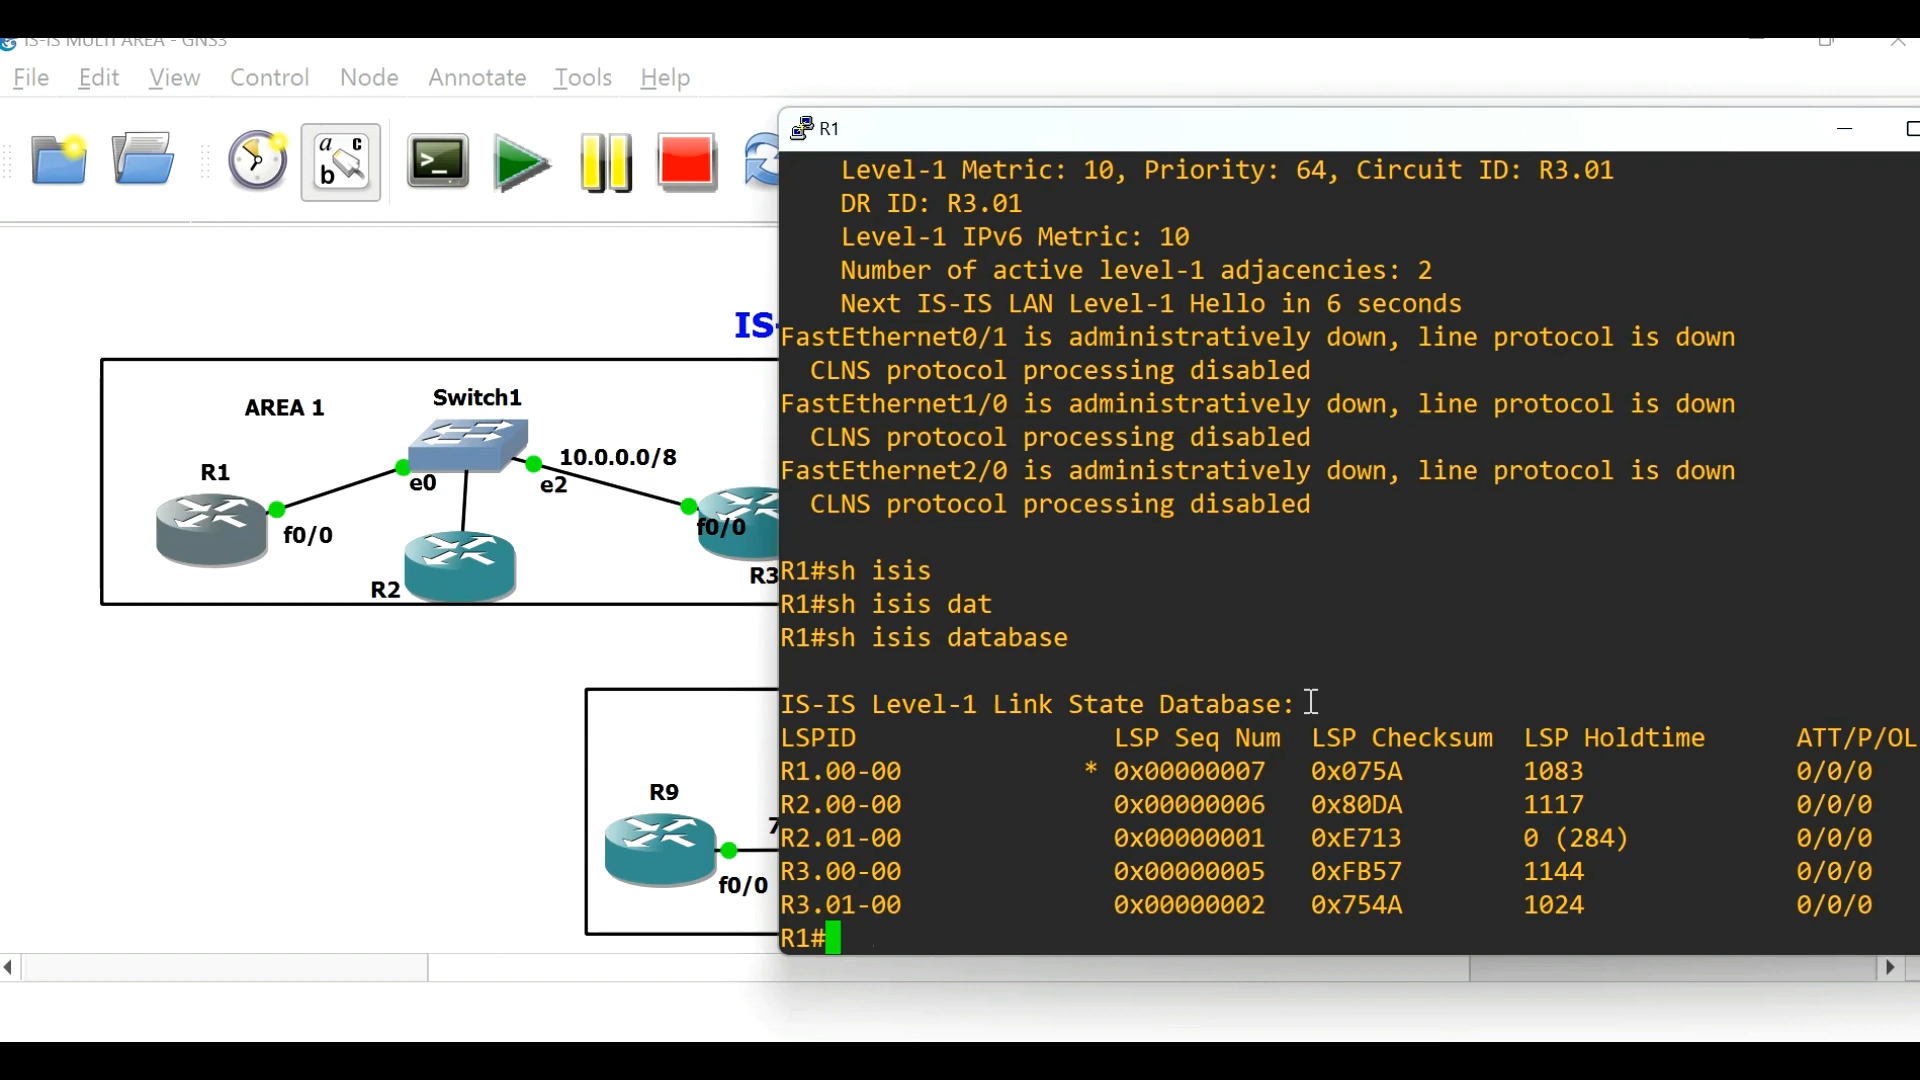 IS-IS MULTI AREA - GNS3
File Edit View Control Node Annotate Tools Help
a c
b
R1
Level-1 Metric: 10, Priority: 64, Circuit ID: R3.01
DR ID: R3.01
Level-1 IPv6 Metric: 10
Number of active level-1 adjacencies: 2
Next IS-IS LAN Level-1 Hello in 6 seconds
FastEthernet0/1 is administratively down, line protocol is down
CLNS protocol processing disabled
FastEthernet1/0 is administratively down, line protocol is down
CLNS protocol processing disabled
FastEthernet2/0 is administratively down, line protocol is down
CLNS protocol processing disabled
R1#sh isis
R1#sh isis dat
R1#sh isis database
IS-IS Level-1 Link State Database:
LSPID LSP Seq Num LSP Checksum LSP Holdtime ATT/P/OL
R1.00-00 * 0x00000007 0x075A 1083 0/0/0
R2.00-00 0x00000006 0x80DA 1117 0/0/0
R2.01-00 0x00000001 0xE713 0 (284) 0/0/0
R3.00-00 0x00000005 0xFB57 1144 0/0/0
R3.01-00 0x00000002 0x754A 1024 0/0/0
R1#
IS-
AREA 1
Switch1
10.0.0.0/8
R1
e0
e2
f0/0
f0/0
R2
R3
R9
7
f0/0